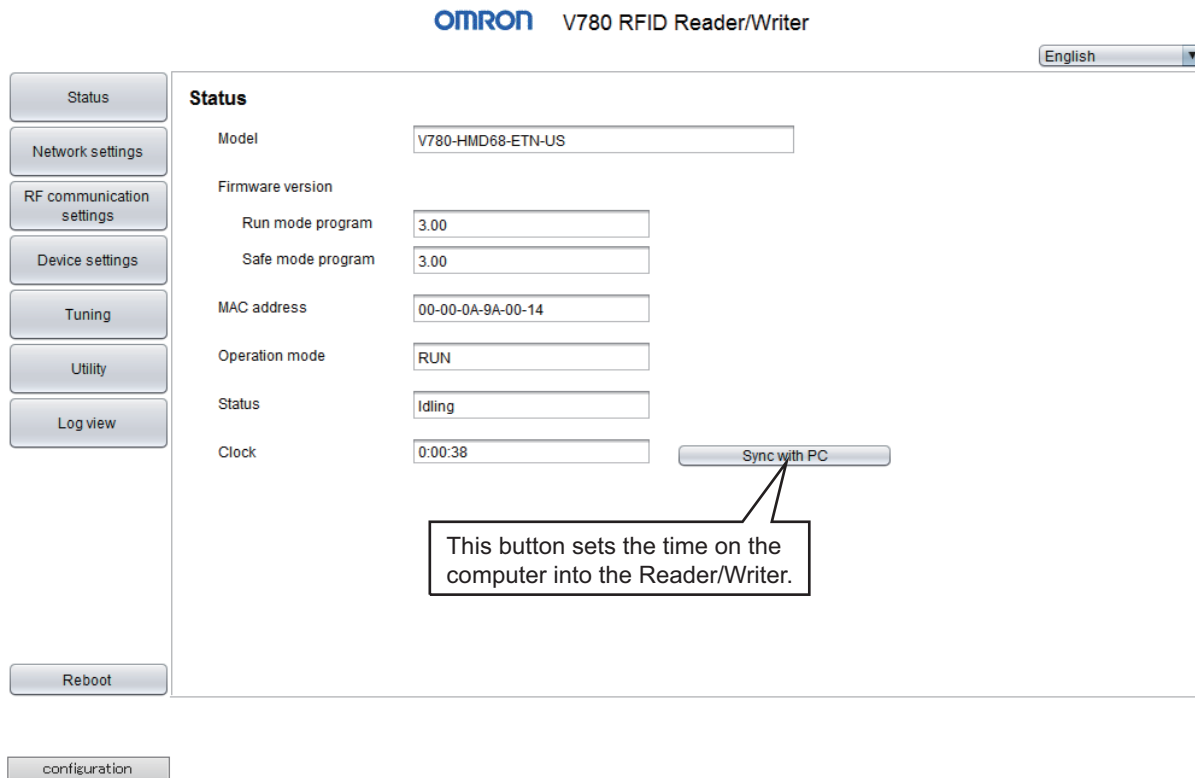 OMRON V780 RFID Reader/Writer
English
Status
Network settings
RF communication
settings
Device settings
Tuning
Utility
Log view
Reboot
Status
Model V780-HMD68-ETN-US
Firmware version
Run mode program 3.00
Safe mode program 3.00
MAC address 00-00-0A-9A-00-14
Operation mode RUN
Status Idling
Clock 0:00:38 Sync with PC
This button sets the time on the
computer into the Reader/Writer.
configuration